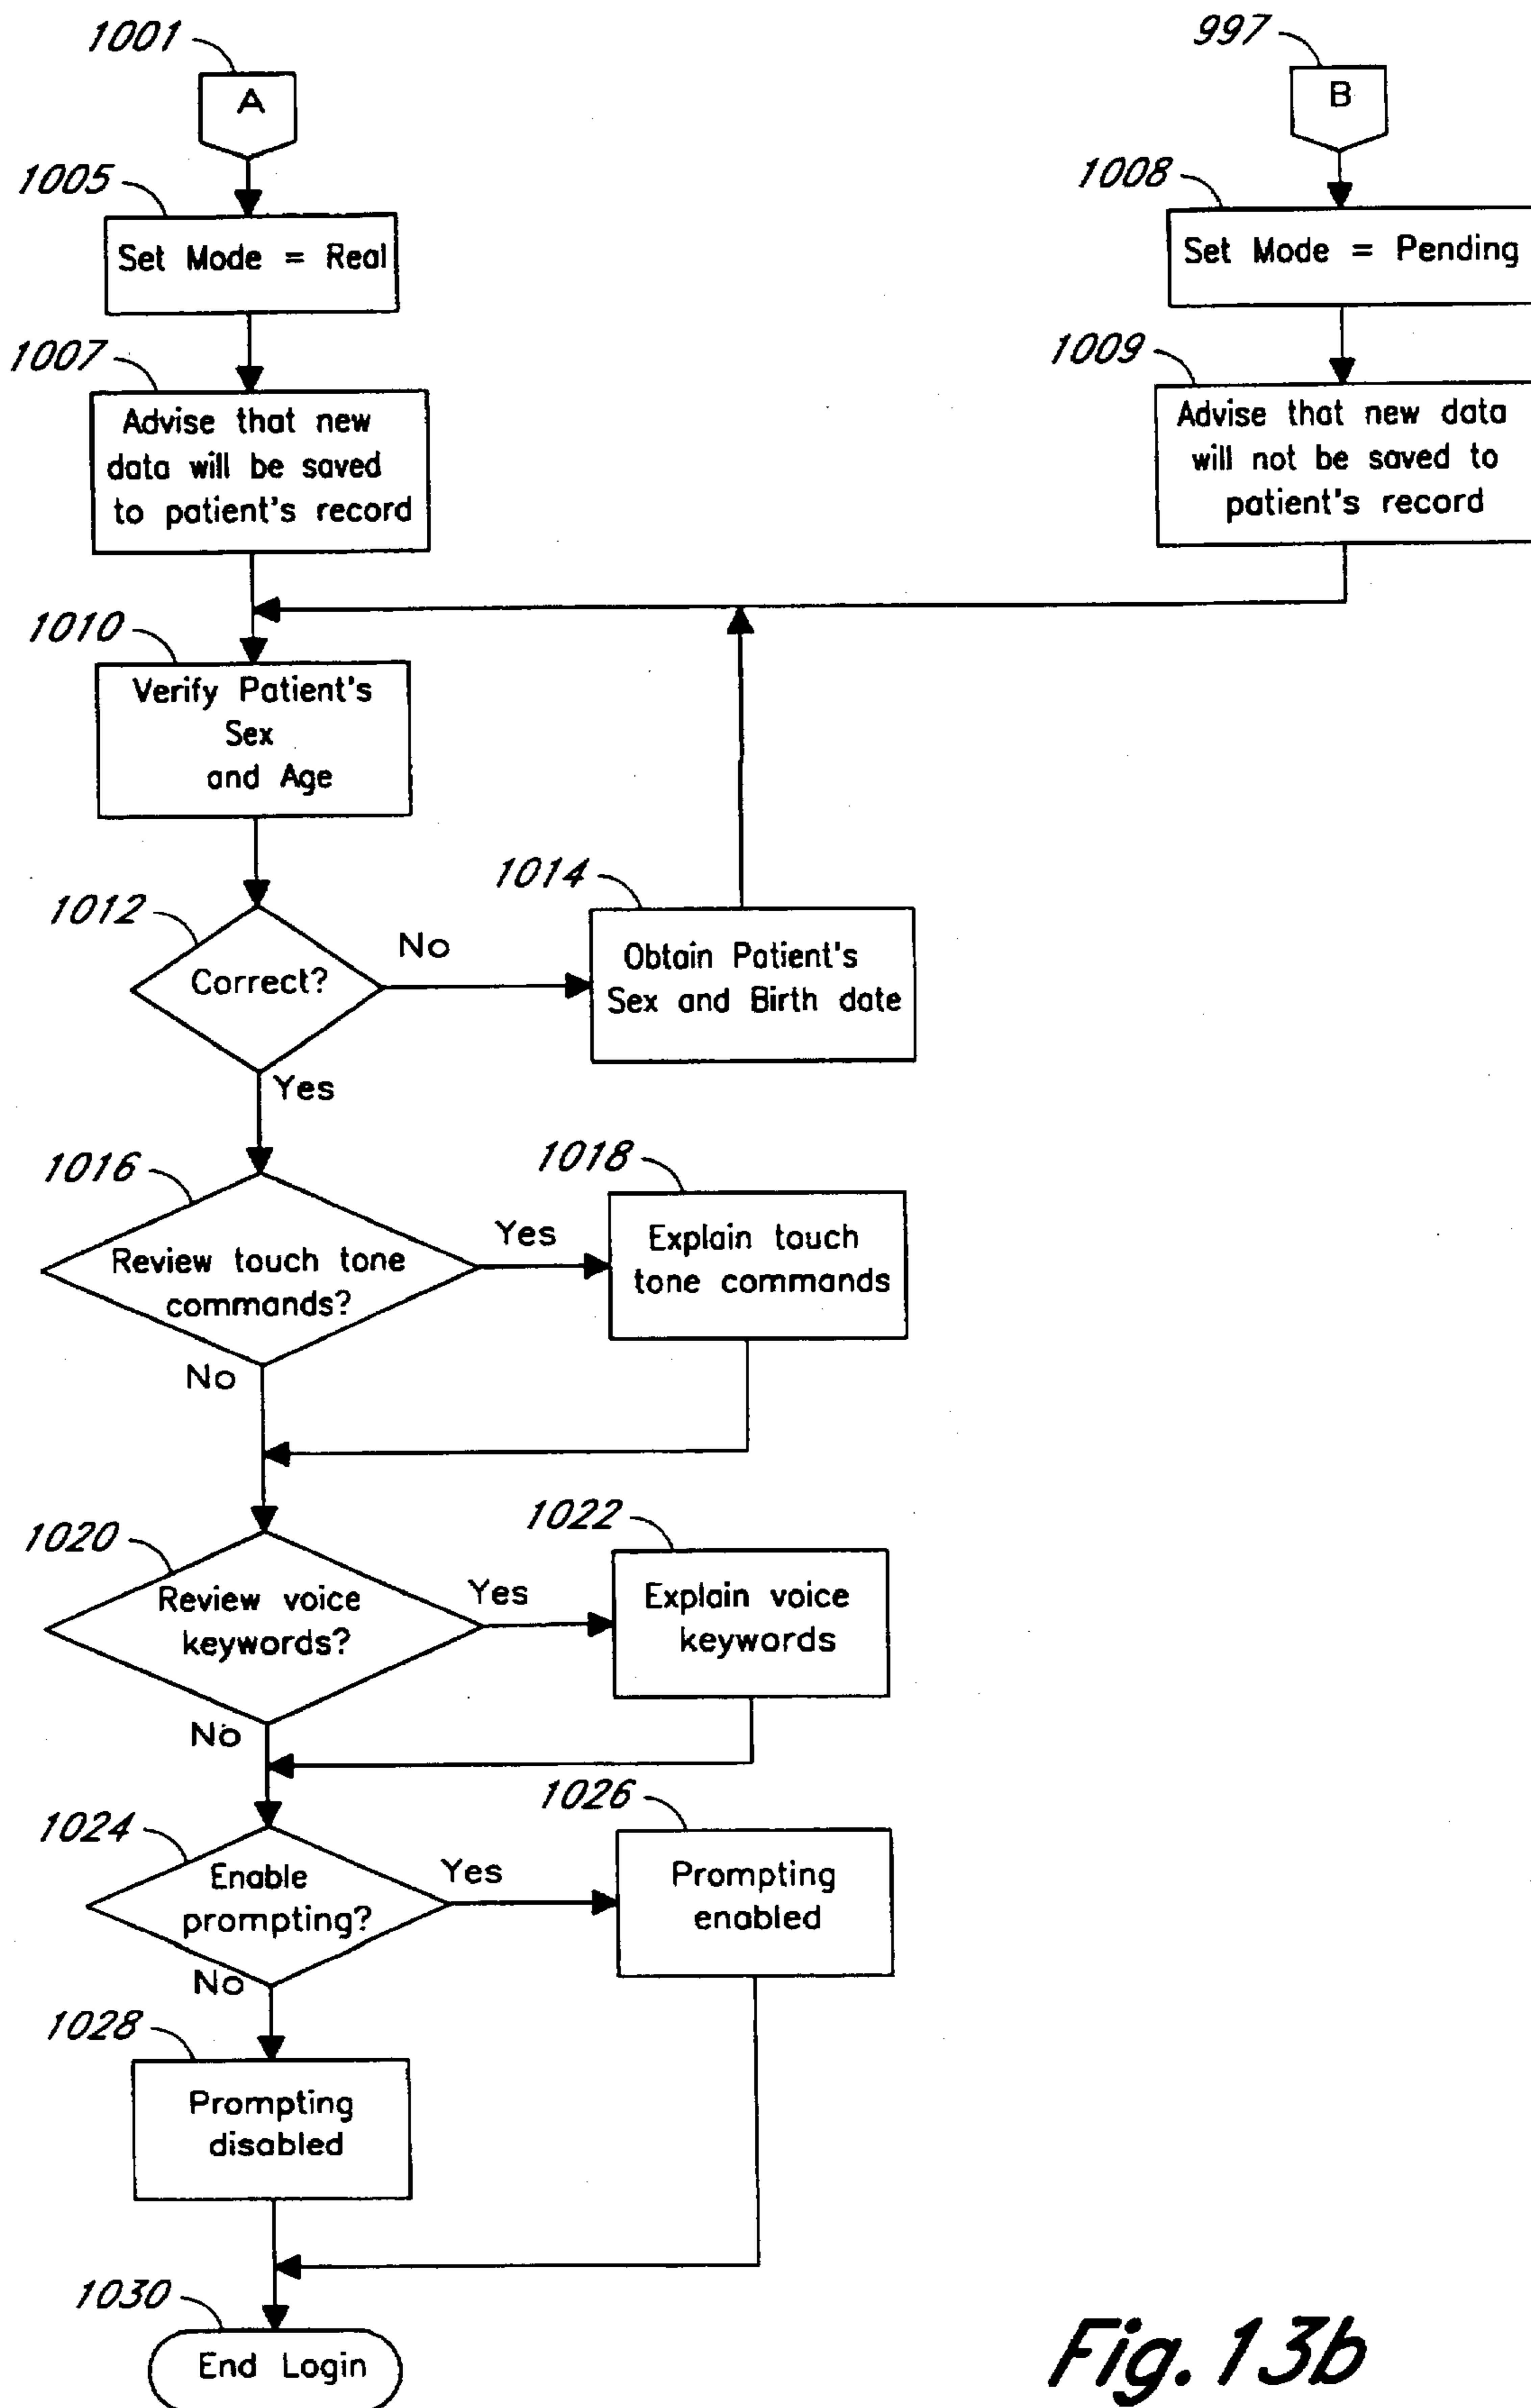 1001
997
A
B
1005
1008
Set Mode = Real
Set Mode = Pending
1007
1009
Advise that new
data will be saved
to patient's record
Advise that new data
will not be saved to
patient's record
1010
Verify Patient's
Sex
and Age
1012
Correct?
No
1014
Obtain Patient's
Sex and Birth date
Yes
1016
Review touch tone
commands?
Yes
1018
Explain touch
tone commands
No
1020
Review voice
keywords?
Yes
1022
Explain voice
keywords
No
1024
Enable
prompting?
Yes
1026
Prompting
enabled
No
1028
Prompting
disabled
1030
End Login
Fig. 13b